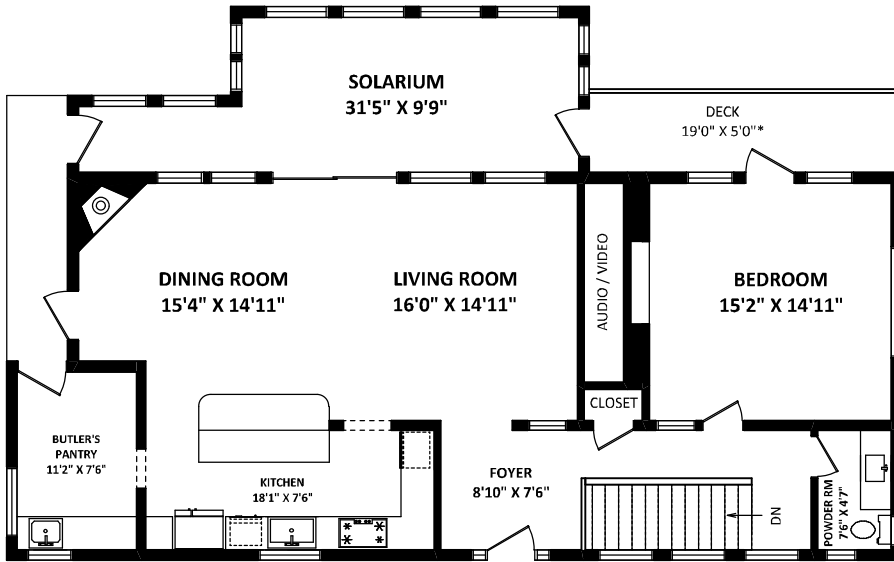 SOLARIUM
31'5" X 9'9"
DECK
19'0" X 5'0"*
DINING ROOM
15'4" X 14'11"
LIVING ROOM
16'0" X 14'11"
AUDIO / VIDEO
BEDROOM
15'2" X 14'11"
CLOSET
BUTLER'S
PANTRY
11'2" X 7'6"
KITCHEN
18'1" X 7'6"
FOYER
8'10" X 7'6"
DN
POWDER RM
7'6" X 4'7"